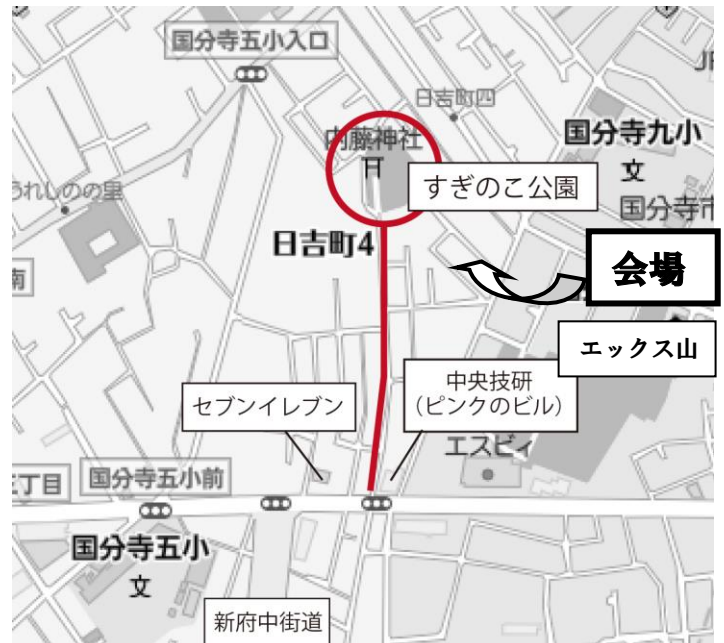 国分寺五小入口
日吉町四
内藤神社
国分寺九小
文
すぎのこ公園
国分寺市
うれしのの里
日吉町4
南
会場
エックス山
中央技研
(ピンクのビル)
セブンイレブン
エスビィ
国分寺五小前
国分寺五小
文
新府中街道